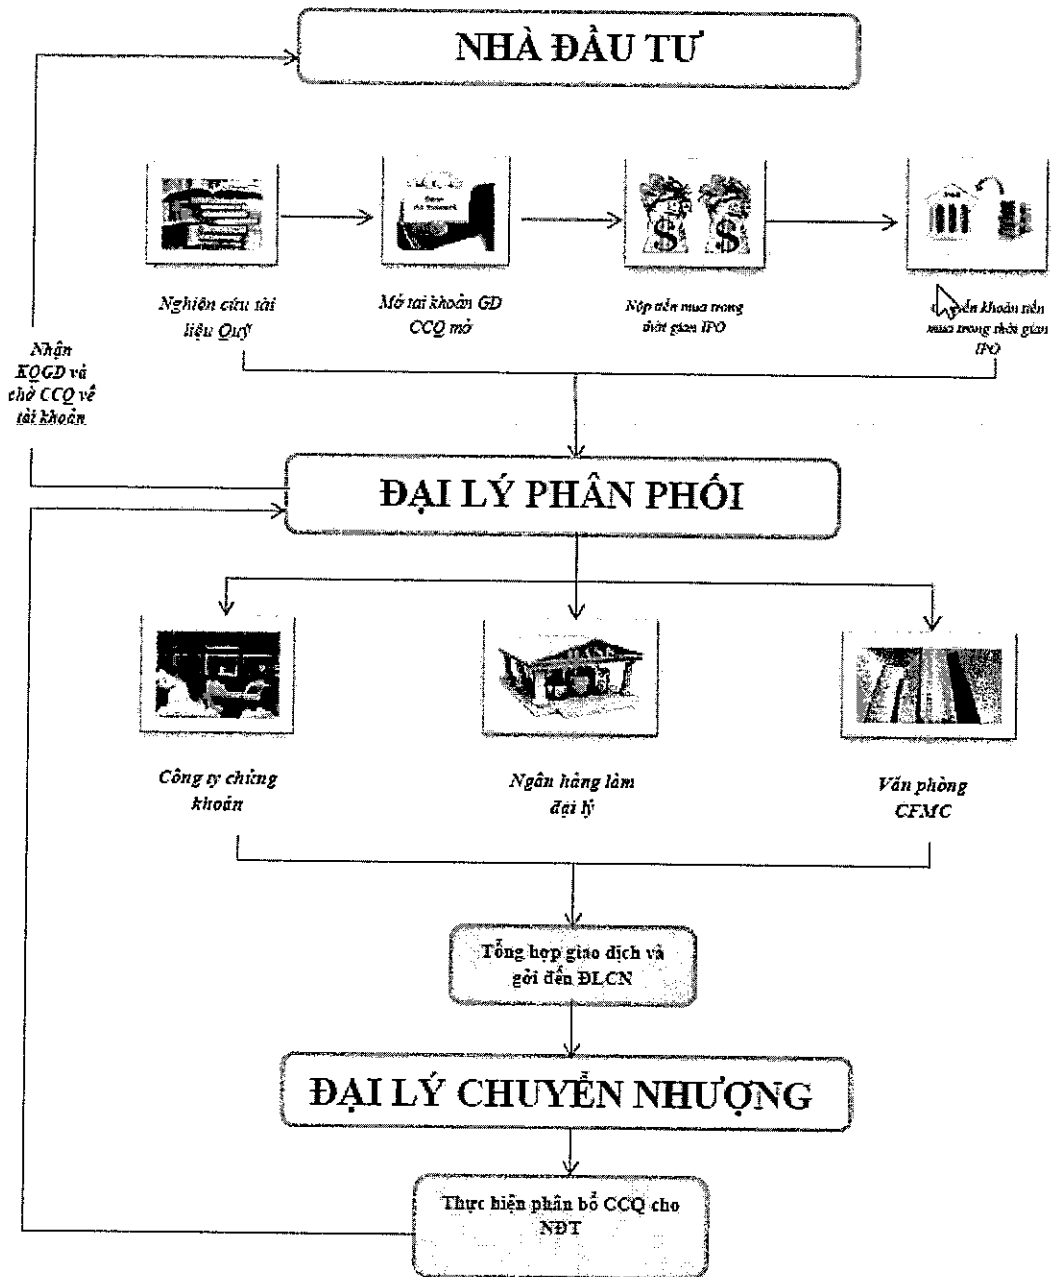 NHÀ ĐẦU TƯ
Nghiên cứu tài
liệu Quỹ
Mở tài khoản GD
CCQ mở
Nộp tiền mua trong
thời gian IPO
khoản tiền
mua trong thời gian
IPO
Nhận
KQGD và
chờ CCQ về
tài khoản
ĐẠI LÝ PHÂN PHỐI
Công ty chứng
khoán
Ngân hàng làm
đại lý
Văn phòng
CFMC
Tổng hợp giao dịch và
gởi đến ĐLCN
ĐẠI LÝ CHUYỂN NHƯỢNG
Thực hiện phân bổ CCQ cho
NĐT